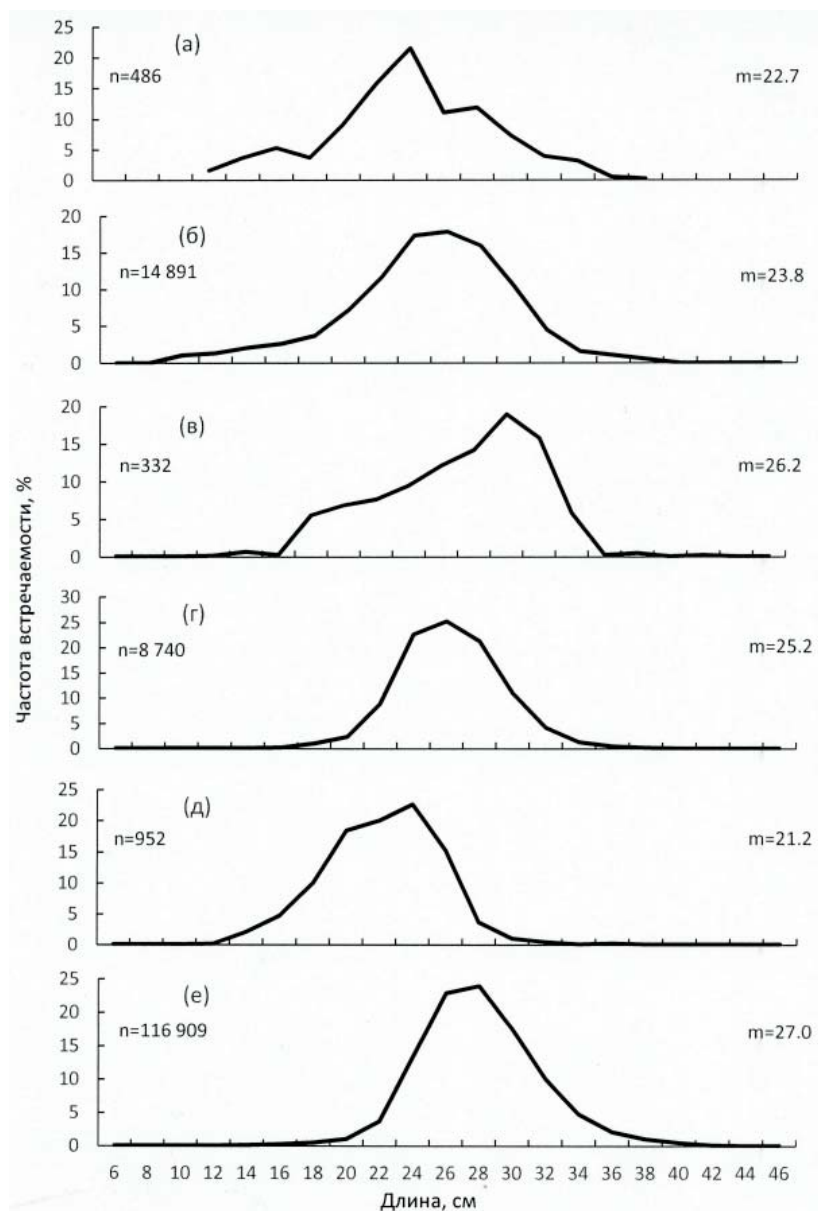 25
(а)
20
n=486
m=22.7
15
10
5
0
20
(б)
15
n=14 891
m=23.8
10
5
0
20
(в)
15
n=332
m=26.2
10
5
0
30
25
(г)
20
n=8 740
m=25.2
15
10
5
0
25
(д)
20
n=952
m=21.2
15
10
5
0
25
(е)
20
n=116 909
m=27.0
15
10
5
0
6 8 10 12 14 16 18 20 22 24 26 28 30 32 34 36 38 40 42 44 46
Длина, см
Частота встречаемости, %